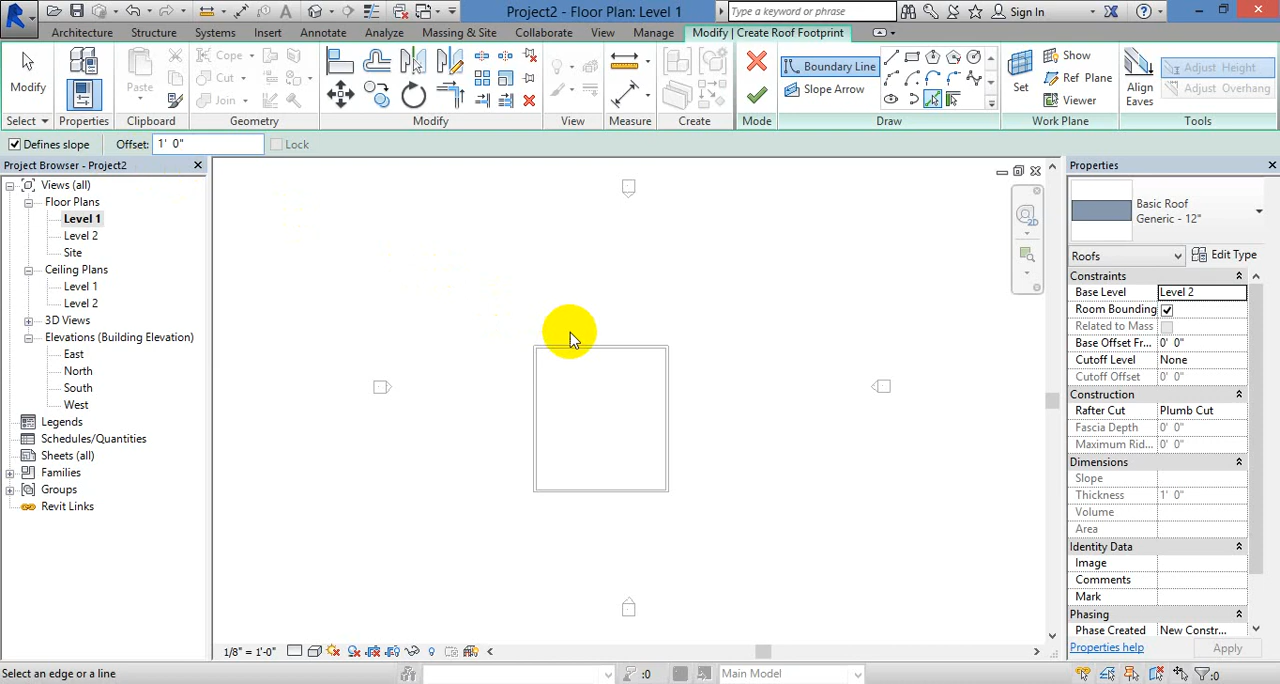 Project2 - Floor Plan: Level 1
Type a keyword or phrase
Sign In
Architecture
Structure
Systems
Insert
Annotate
Analyze
Massing & Site
Collaborate
View
Manage
Modify | Create Roof Footprint
Modify
Select
Properties
Paste
Clipboard
Cope
Cut
Join
Geometry
Modify
View
Measure
Create
Mode
Boundary Line
Slope Arrow
Draw
Set
Show
Ref Plane
Viewer
Work Plane
Align
Eaves
Adjust Height
Adjust Overhang
Tools
Defines slope
Offset: 1' 0"
Lock
Project Browser - Project2
Views (all)
Floor Plans
Level 1
Level 2
Site
Ceiling Plans
Level 1
Level 2
3D Views
Elevations (Building Elevation)
East
North
South
West
Legends
Schedules/Quantities
Sheets (all)
Families
Groups
Revit Links
2D
Properties
Basic Roof
Generic - 12"
Roofs
Edit Type
Constraints
Base Level Level 2
Room Bounding
Related to Mass
Base Offset Fr... 0' 0"
Cutoff Level None
Cutoff Offset 0' 0"
Construction
Rafter Cut Plumb Cut
Fascia Depth 0' 0"
Maximum Rid... 0' 0"
Dimensions
Slope
Thickness 1' 0"
Volume
Area
Identity Data
Image
Comments
Mark
Phasing
Phase Created New Constr...
Properties help
Apply
1/8" = 1'-0"
Select an edge or a line
:0
Main Model
:0